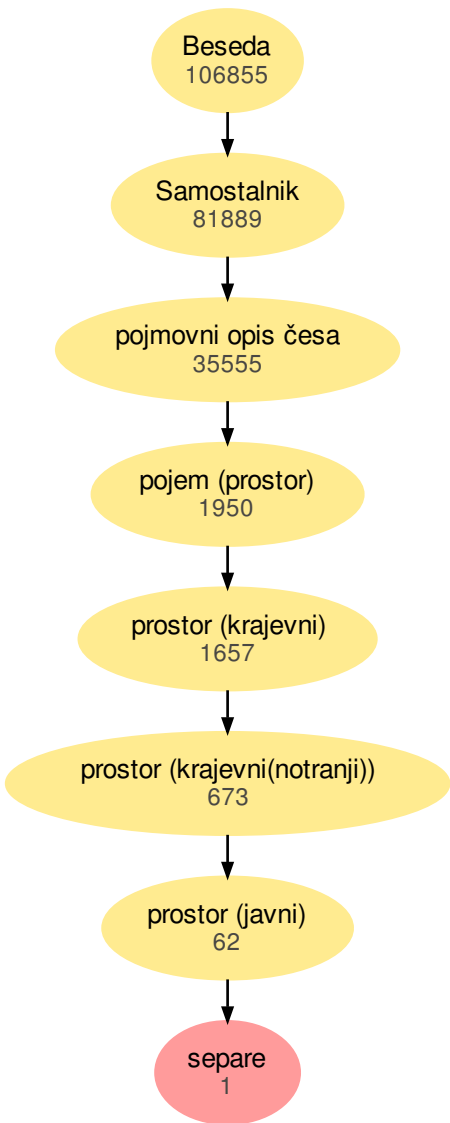 Beseda
106855
Samostalnik
81889
pojmovni opis česa
35555
pojem (prostor)
1950
prostor (krajevni)
1657
prostor (krajevni(notranji))
673
prostor (javni)
62
separe
1